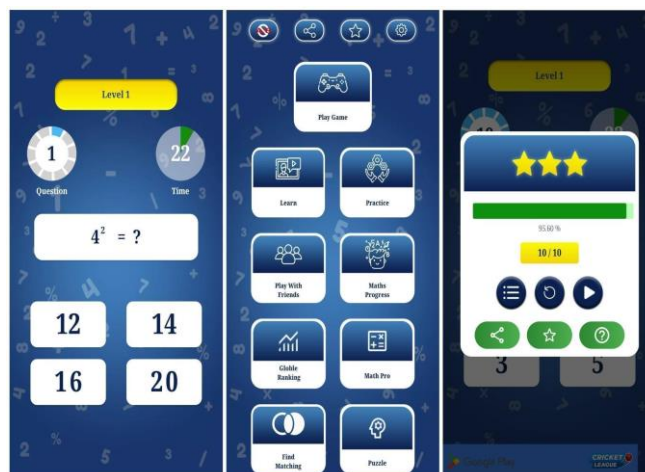 Level 1
1
22
Question
Time
4² = ?
12
14
16
20
Play Game
Learn
Practice
Play With
Friends
Maths
Progress
Globle
Ranking
Math Pro
Find
Matching
Puzzle
Level 1
22
95.60 %
10 / 10
3
5
Google Play
CRICKET
LEAGUE